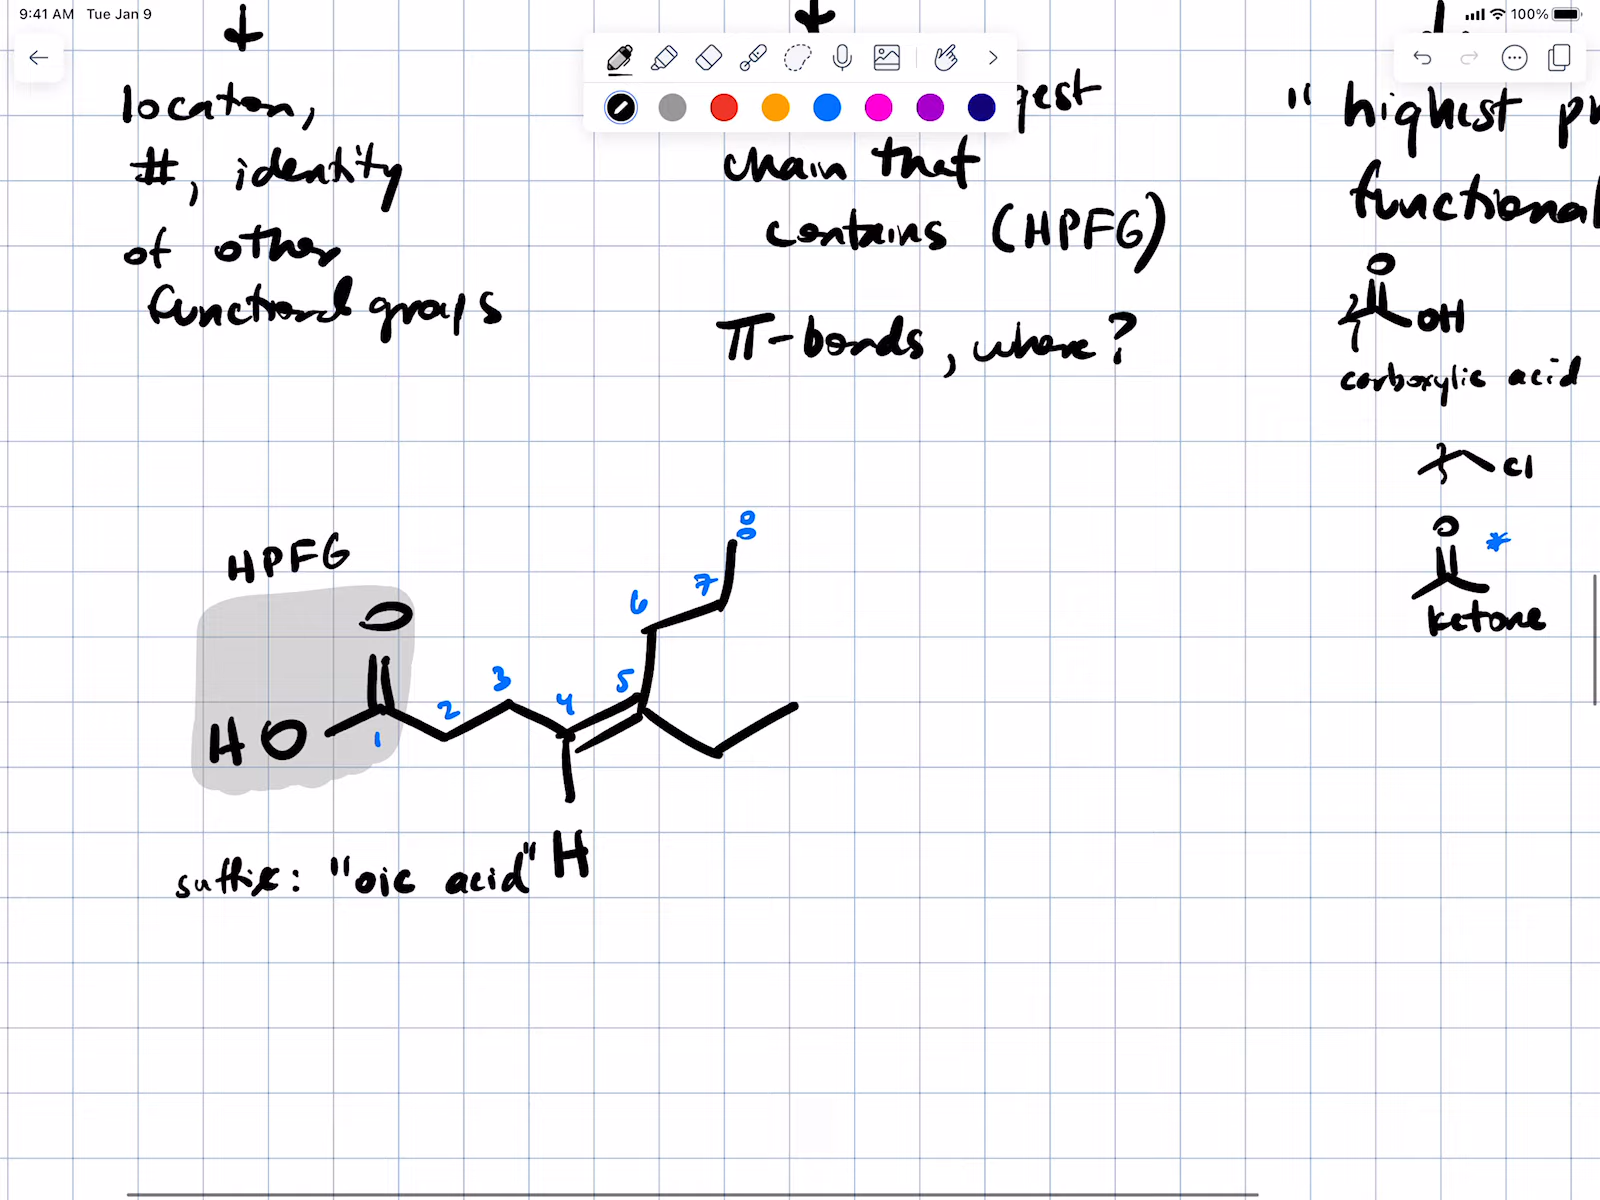 9:41 AM Tue Jan 9
100%
location,
#, identity
of other
functional groups
gest
chain that
contains (HPFG)
π-bonds, where?
" highest pr
functional
O
OH
carboxylic acid
Cl
O
*
ketone
HPFG
O
HO
1
2
3
4
5
6
7
8
H
suffix: "oic acid"